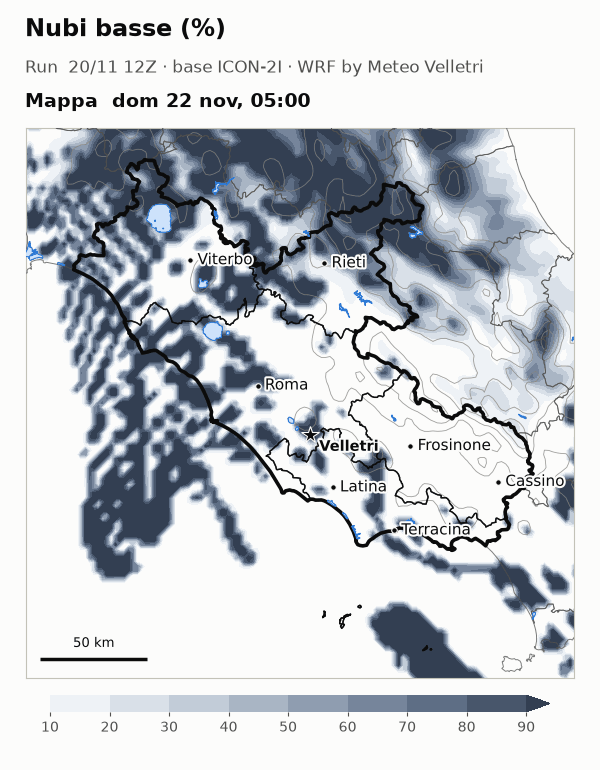 Nubi basse (%)
Run  20/11 12Z · base ICON-2I · WRF by Meteo Velletri
Mappa  dom 22 nov, 05:00
Viterbo
Rieti
Roma
Velletri
Frosinone
Cassino
Latina
Terracina
50 km
10 20 30 40 50 60 70 80 90